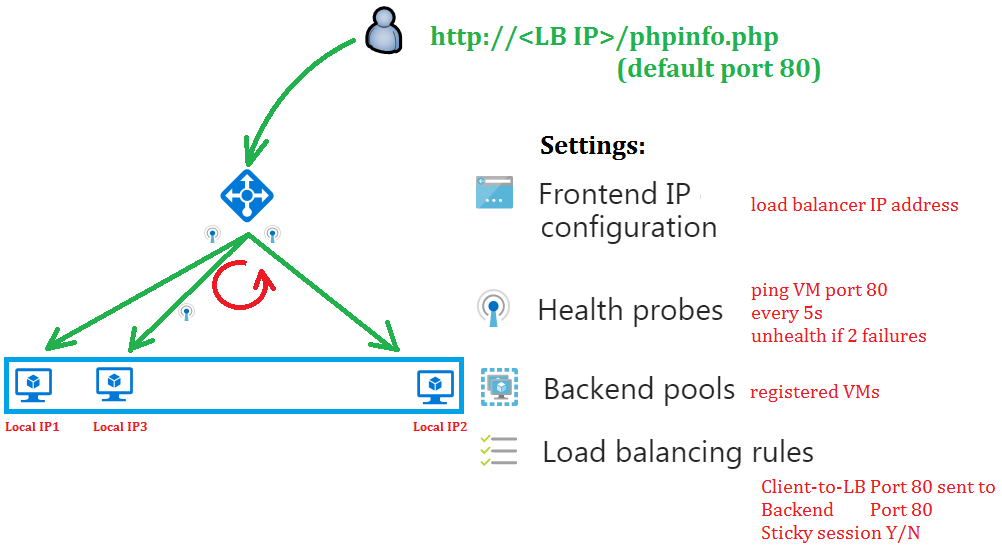 http://<LB IP>/phpinfo.php
(default port 80)
Settings:
Frontend IP
configuration
load balancer IP address
Health probes
ping VM port 80
every 5s
unhealth if 2 failures
Backend pools
registered VMs
Local IP1
Local IP3
Local IP2
Load balancing rules
Client-to-LB Port 80 sent to
Backend Port 80
Sticky session Y/N